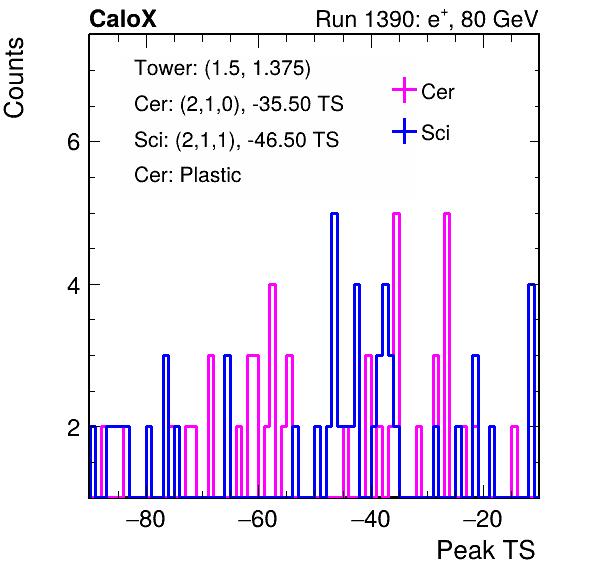 CaloX Run 1390: e⁺, 80 GeV
Counts
Tower: (1.5, 1.375)
Cer: (2,1,0), -35.50 TS
Sci: (2,1,1), -46.50 TS
Cer: Plastic
Cer
Sci
6
4
2
−80 −60 −40 −20
Peak TS